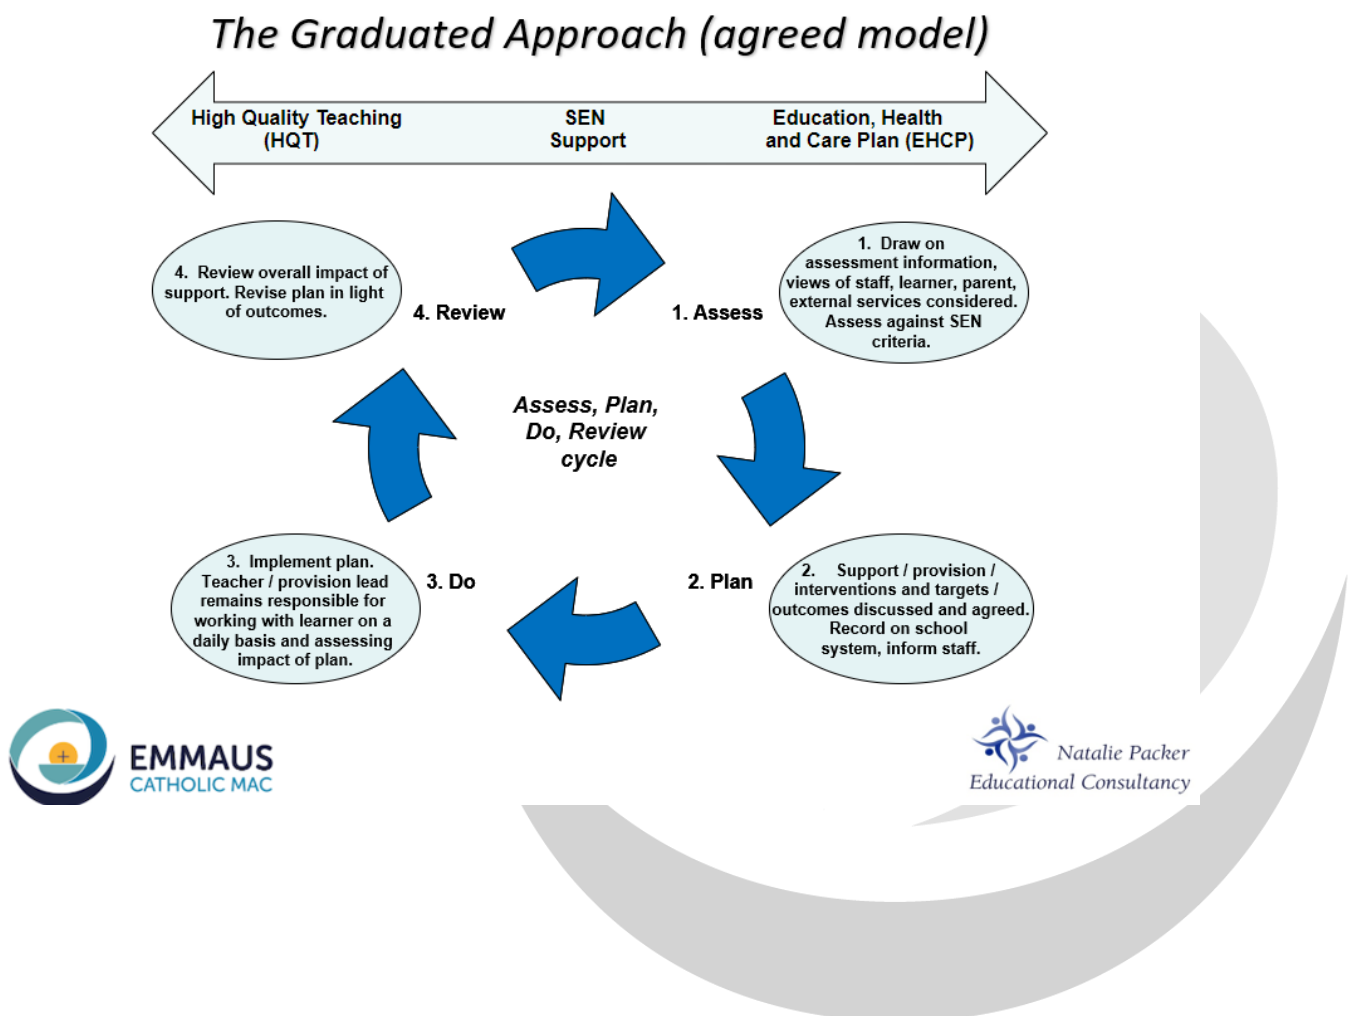 The Graduated Approach (agreed model)
High Quality Teaching
(HQT)
SEN
Support
Education, Health
and Care Plan (EHCP)
4. Review overall impact of
support. Revise plan in light
of outcomes.
4. Review
1. Assess
1. Draw on
assessment information,
views of staff, learner, parent,
external services considered.
Assess against SEN
criteria.
Assess, Plan,
Do, Review
cycle
3. Implement plan.
Teacher / provision lead
remains responsible for
working with learner on a
daily basis and assessing
impact of plan.
3. Do
2. Plan
2. Support / provision /
interventions and targets /
outcomes discussed and agreed.
Record on school
system, inform staff.
EMMAUS
CATHOLIC MAC
Natalie Packer
Educational Consultancy